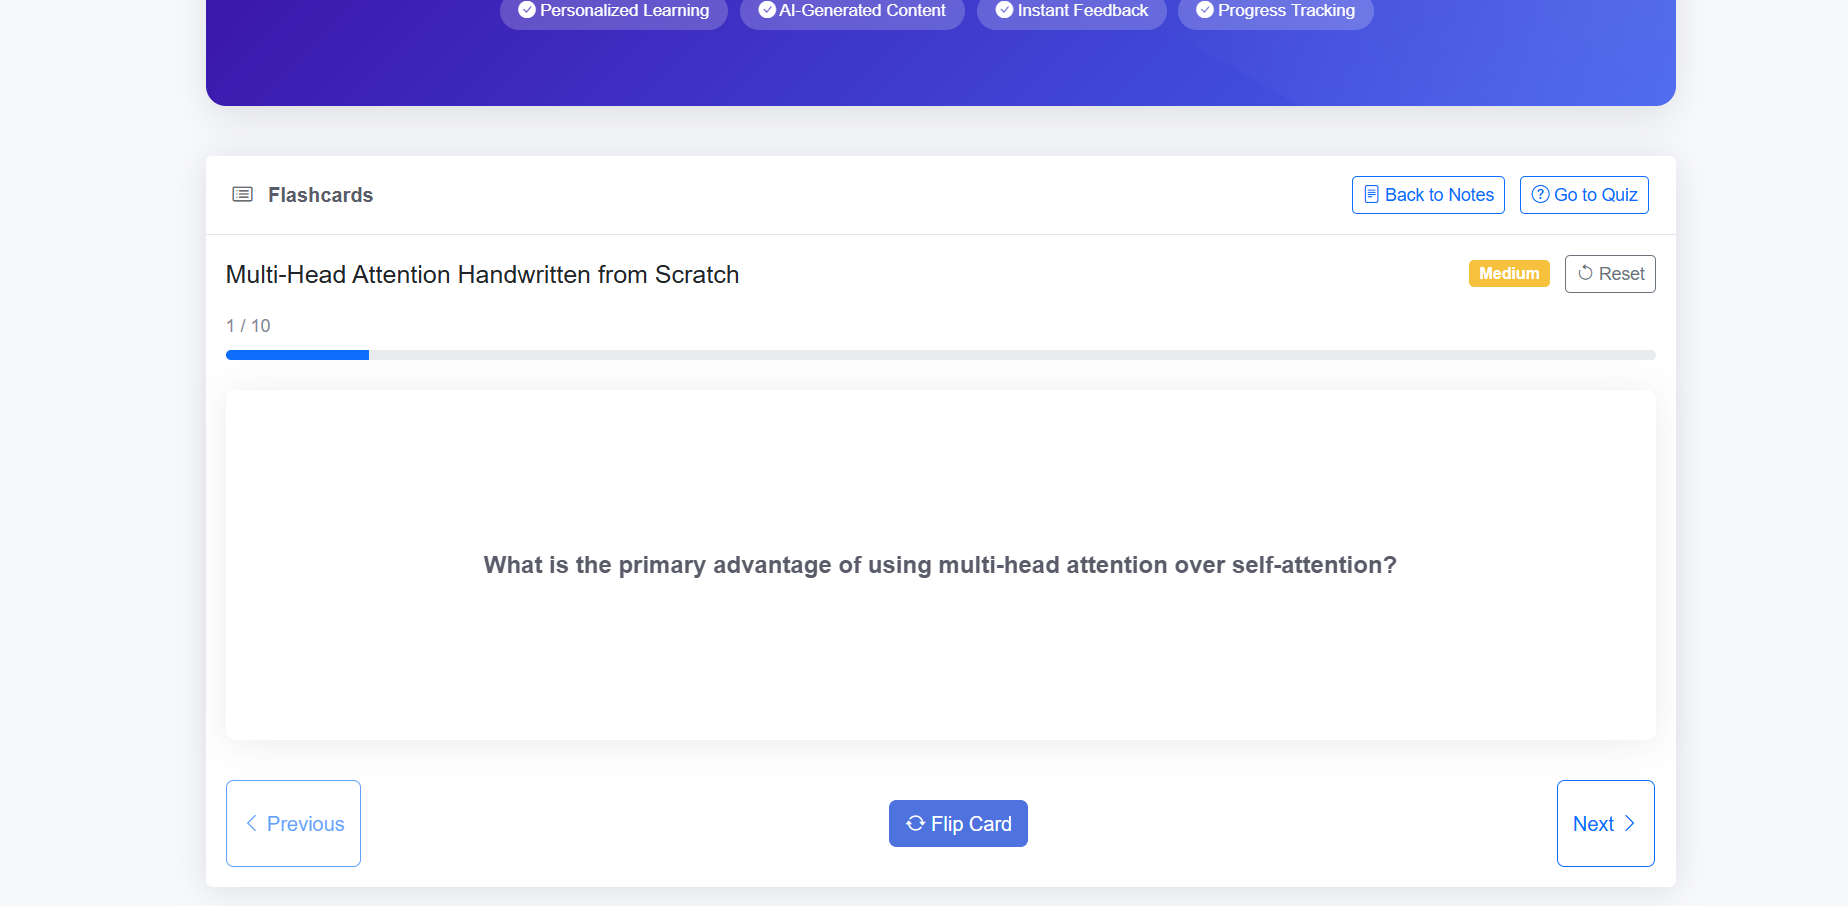 Personalized Learning AI-Generated Content Instant Feedback Progress Tracking
Flashcards Back to Notes Go to Quiz
Multi-Head Attention Handwritten from Scratch Medium Reset
1 / 10
What is the primary advantage of using multi-head attention over self-attention?
Previous Flip Card Next